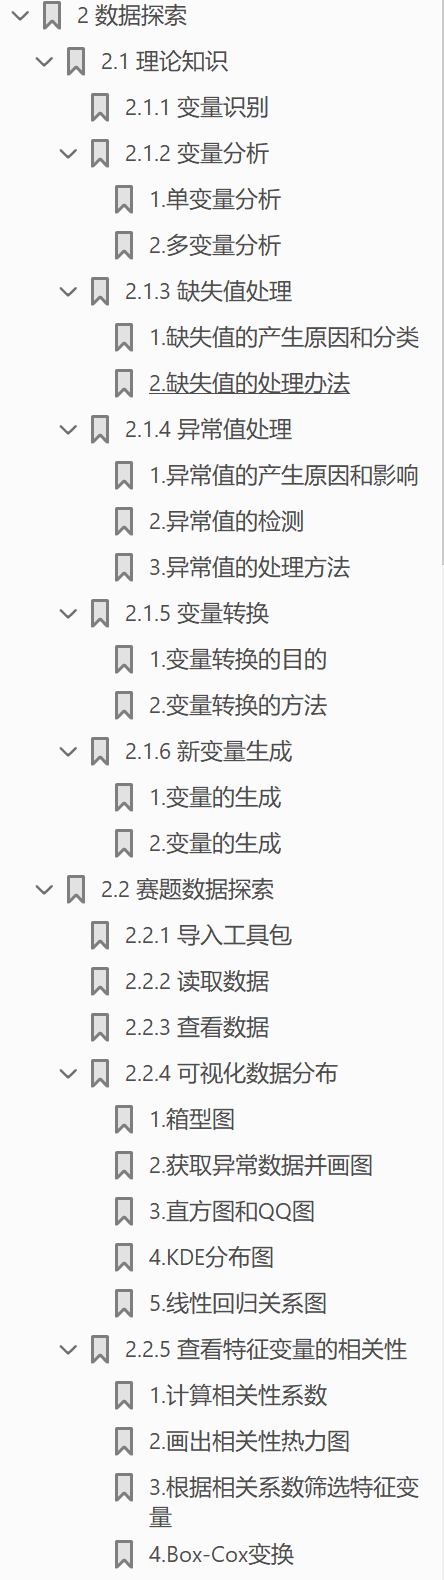 2 数据探索
2.1 理论知识
2.1.1 变量识别
2.1.2 变量分析
1.单变量分析
2.多变量分析
2.1.3 缺失值处理
1.缺失值的产生原因和分类
2.缺失值的处理办法
2.1.4 异常值处理
1.异常值的产生原因和影响
2.异常值的检测
3.异常值的处理方法
2.1.5 变量转换
1.变量转换的目的
2.变量转换的方法
2.1.6 新变量生成
1.变量的生成
2.变量的生成
2.2 赛题数据探索
2.2.1 导入工具包
2.2.2 读取数据
2.2.3 查看数据
2.2.4 可视化数据分布
1.箱型图
2.获取异常数据并画图
3.直方图和QQ图
4.KDE分布图
5.线性回归关系图
2.2.5 查看特征变量的相关性
1.计算相关性系数
2.画出相关性热力图
3.根据相关系数筛选特征变
量
4.Box-Cox变换